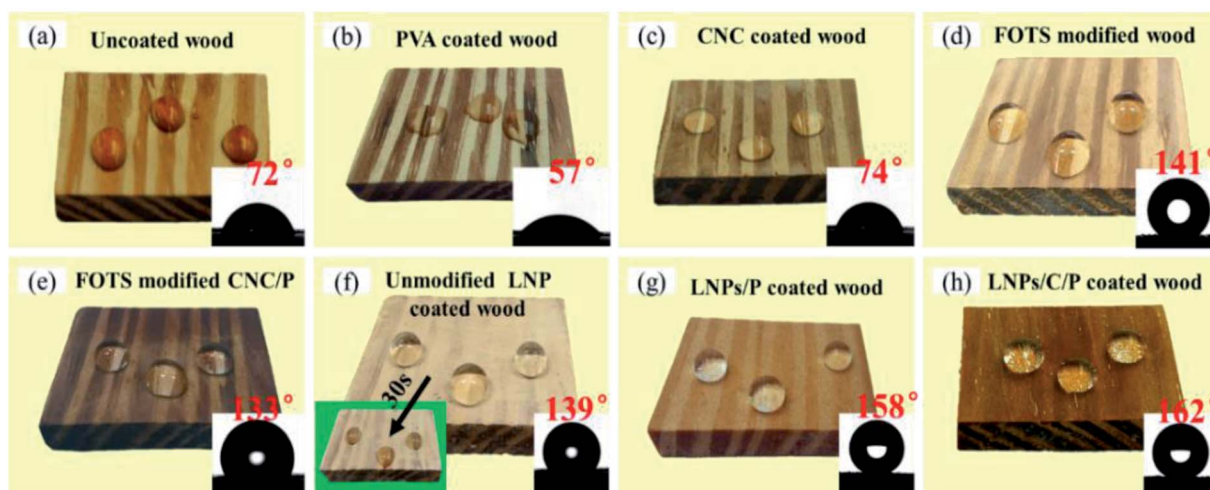 (a) Uncoated wood
72°
(b) PVA coated wood
57°
(c) CNC coated wood
74°
(d) FOTS modified wood
141°
(e) FOTS modified CNC/P
133°
(f) Unmodified LNP
coated wood
30s
139°
(g) LNPs/P coated wood
158°
(h) LNPs/C/P coated wood
162°